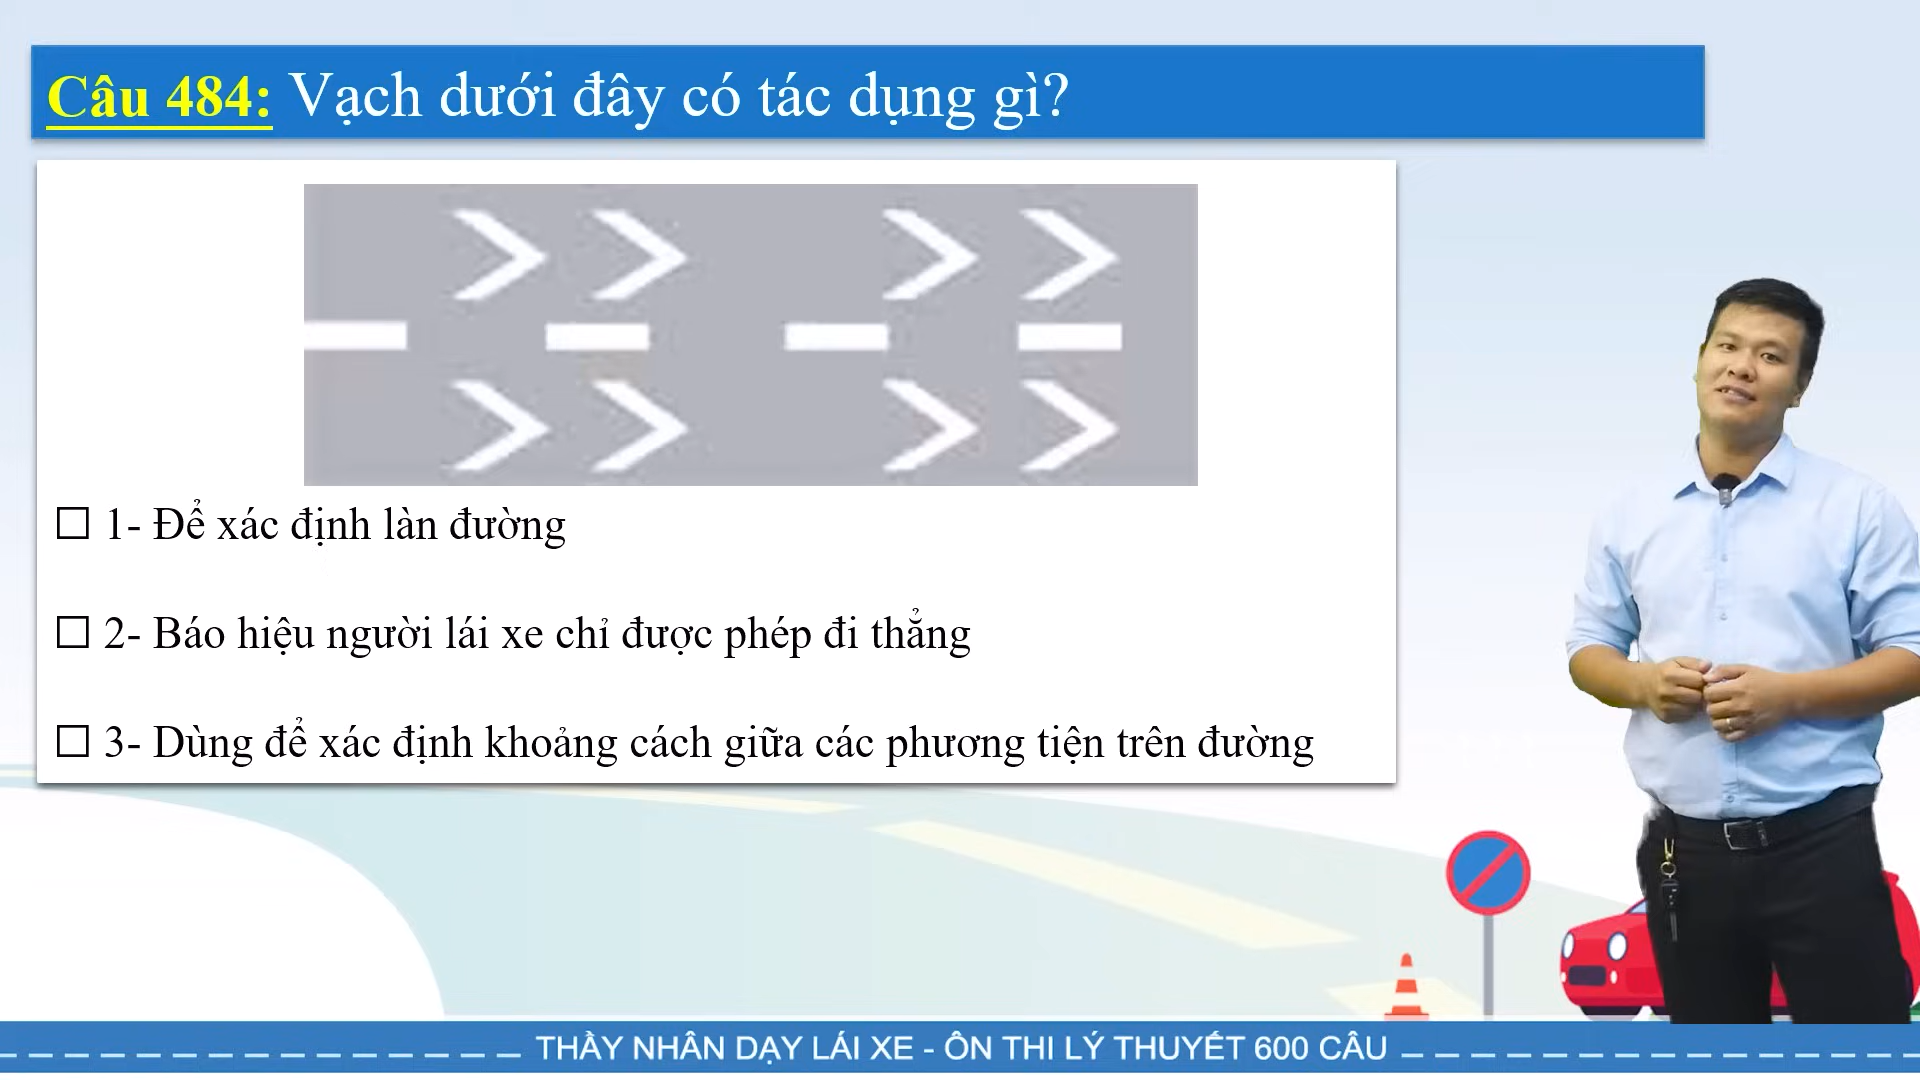 Câu 484: Vạch dưới đây có tác dụng gì?
☐ 1- Để xác định làn đường
☐ 2- Báo hiệu người lái xe chỉ được phép đi thẳng
☐ 3- Dùng để xác định khoảng cách giữa các phương tiện trên đường
THẦY NHÂN DẠY LÁI XE - ÔN THI LÝ THUYẾT 600 CÂU